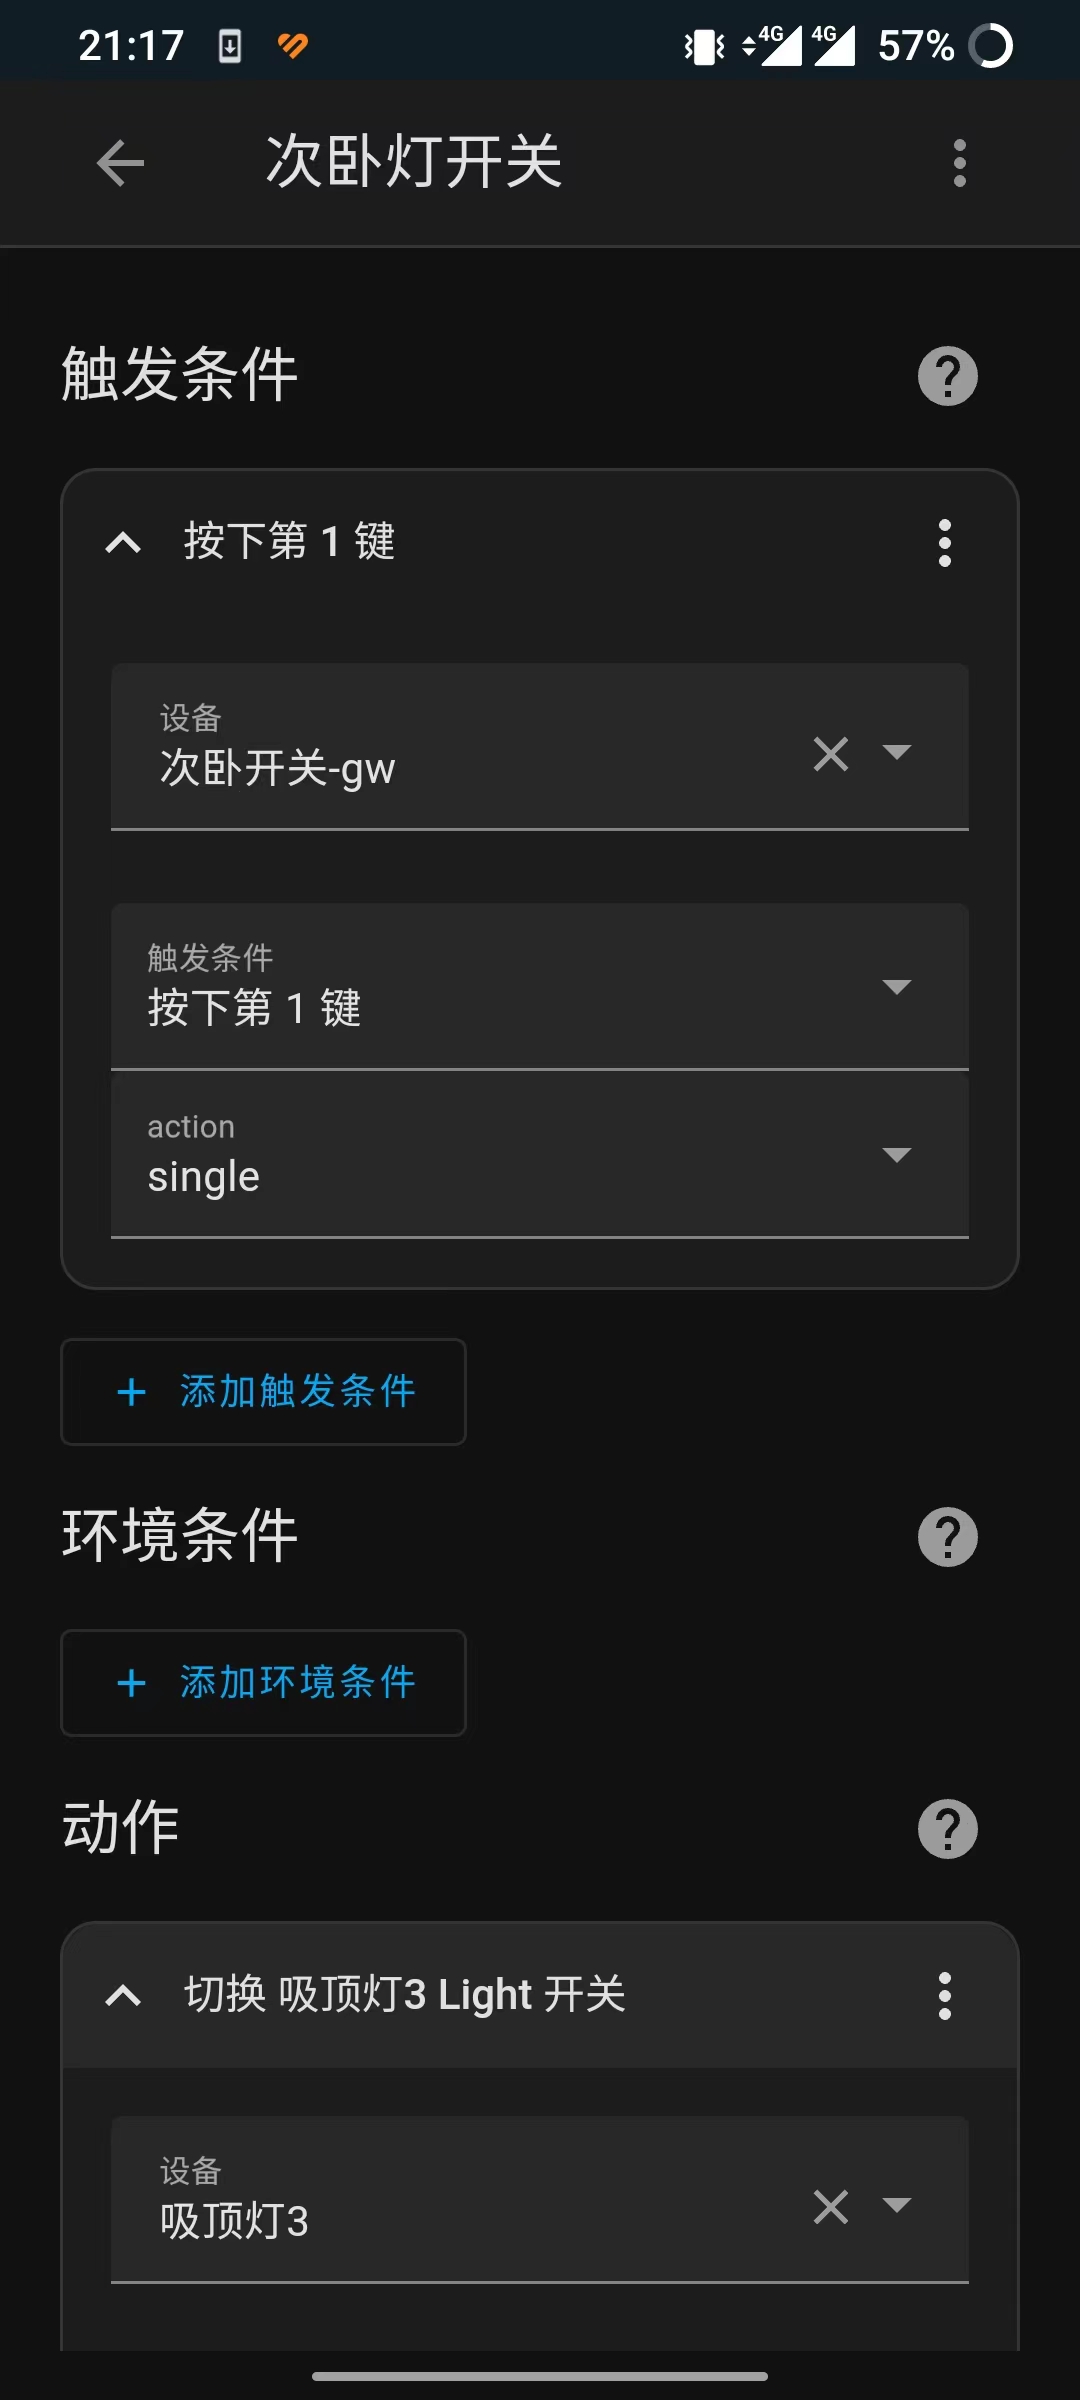 21:17
4G 4G 57%
次卧灯开关
触发条件
按下第 1 键
设备
次卧开关-gw
触发条件
按下第 1 键
action
single
+ 添加触发条件
环境条件
+ 添加环境条件
动作
切换 吸顶灯3 Light 开关
设备
吸顶灯3